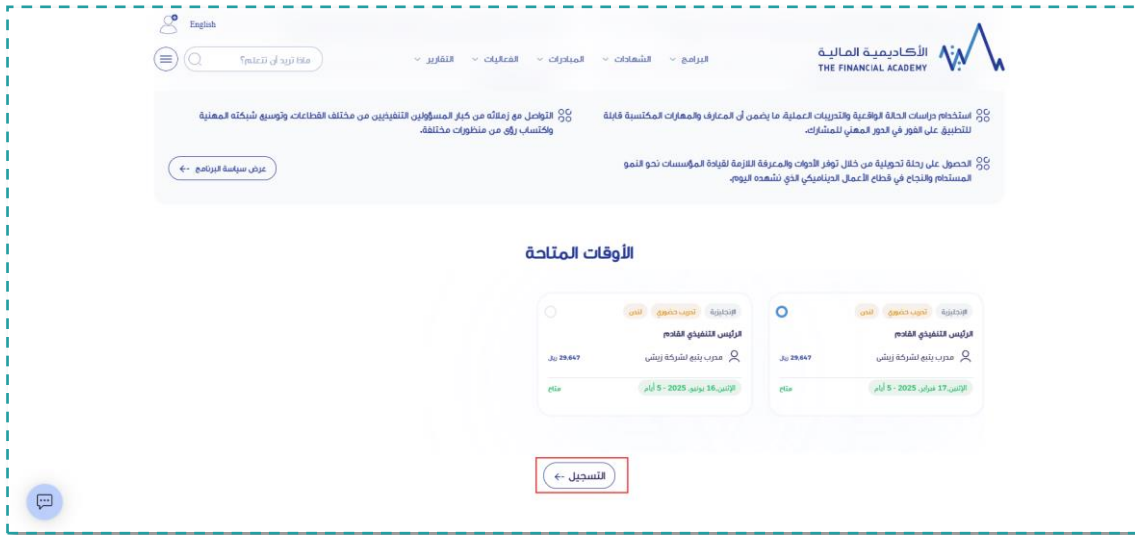 English
الأكاديمية المالية
THE FINANCIAL ACADEMY
البرامج
الشهادات
المبادرات
الفعاليات
التقارير
ماذا تريد أن تتعلم؟
استخدام دراسات الحالة الواقعية والتدريبات العملية، ما يضمن أن المعارف والمهارات المكتسبة قابلة
للتطبيق على الفور في الدور المهني للمشارك.
التواصل مع زملائه من كبار المسؤولين التنفيذيين من مختلف القطاعات، وتوسيع شبكته المهنية
واكتساب رؤى من منظورات مختلفة.
الحصول على رحلة تحويلية من خلال توفر الأدوات والمعرفة اللازمة لقيادة المؤسسات نحو النمو
المستدام والنجاح في قطاع الأعمال الديناميكي الذي نشهده اليوم.
عرض سياسة البرنامج
الأوقات المتاحة
الإنجليزية تدريب حضوري لندن
الرئيس التنفيذي القادم
مدرب يتبع لشركة زيشي
29,647 ريال
الإثنين, 17 فبراير, 2025 - 5 أيام
متاح
الإنجليزية تدريب حضوري لندن
الرئيس التنفيذي القادم
مدرب يتبع لشركة زيشي
29,647 ريال
الإثنين, 16 يونيو, 2025 - 5 أيام
متاح
التسجيل